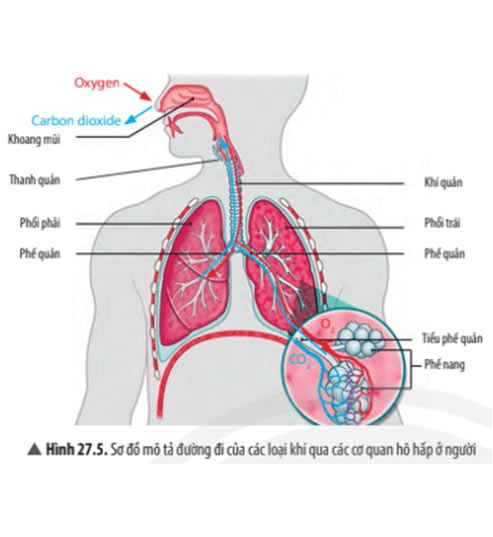 Oxygen
Carbon dioxide
Khoang mũi
Thanh quản
Khí quản
Phổi phải
Phổi trái
Phế quản
Phế quản
O2
Tiểu phế quản
CO2
Phế nang
▲ Hình 27.5. Sơ đồ mô tả đường đi của các loại khí qua các cơ quan hô hấp ở người